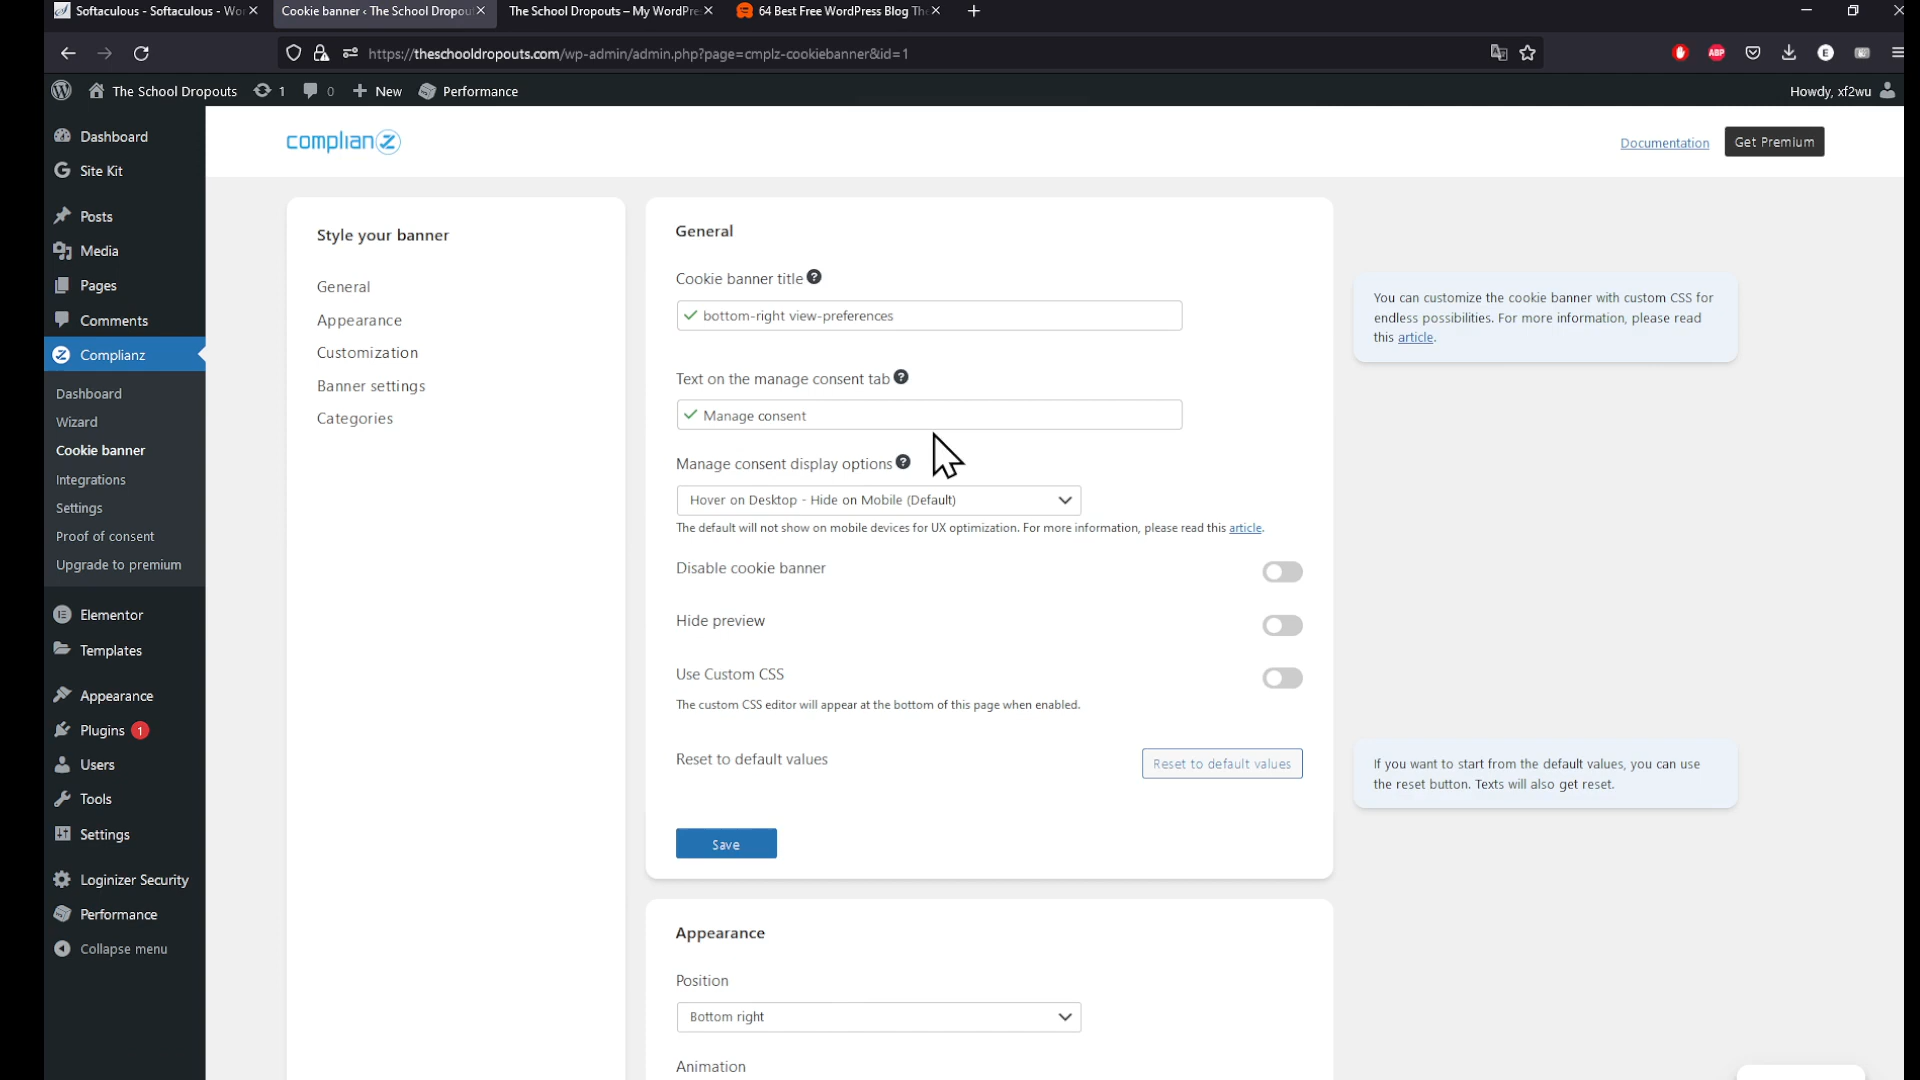 Softaculous - Softaculous - Wo
Cookie banner ‹ The School Dropou
The School Dropouts – My WordPre
64 Best Free WordPress Blog The
https://theschooldropouts.com/wp-admin/admin.php?page=cmplz-cookiebanner&id=1
ABP
E
The School Dropouts
1
0
New
Performance
Howdy, xf2wu
Dashboard
Site Kit
Posts
Media
Pages
Comments
Complianz
Dashboard
Wizard
Cookie banner
Integrations
Settings
Proof of consent
Upgrade to premium
Elementor
Templates
Appearance
Plugins 1
Users
Tools
Settings
Loginizer Security
Performance
Collapse menu
complianz
Documentation
Get Premium
Style your banner
General
Appearance
Customization
Banner settings
Categories
General
Cookie banner title
bottom-right view-preferences
Text on the manage consent tab
Manage consent
Manage consent display options
Hover on Desktop - Hide on Mobile (Default)
The default will not show on mobile devices for UX optimization. For more information, please read this article.
Disable cookie banner
Hide preview
Use Custom CSS
The custom CSS editor will appear at the bottom of this page when enabled.
Reset to default values
Reset to default values
Save
You can customize the cookie banner with custom CSS for
endless possibilities. For more information, please read
this article.
If you want to start from the default values, you can use
the reset button. Texts will also get reset.
Appearance
Position
Bottom right
Animation